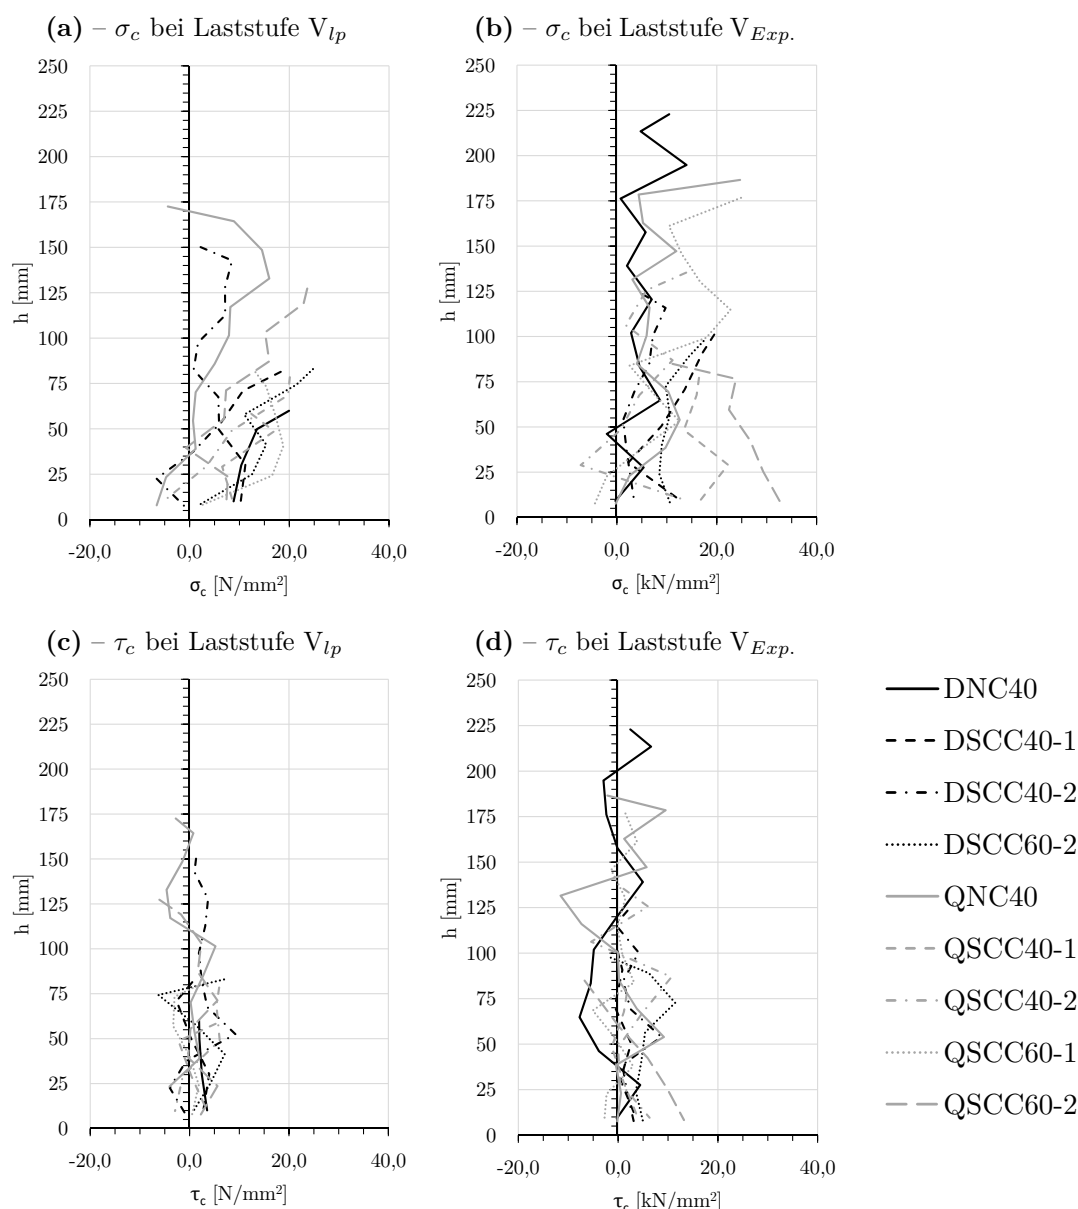 (a) – σc bei Laststufe Vlp
(b) – σc bei Laststufe VExp.
250
225
200
175
150
125
100
75
50
25
0
h [mm]
-20,0 0,0 20,0 40,0
σc [N/mm²]
250
225
200
175
150
125
100
75
50
25
0
h [mm]
-20,0 0,0 20,0 40,0
σc [kN/mm²]
(c) – τc bei Laststufe Vlp
(d) – τc bei Laststufe VExp.
250
225
200
175
150
125
100
75
50
25
0
h [mm]
-20,0 0,0 20,0 40,0
τc [N/mm²]
250
225
200
175
150
125
100
75
50
25
0
h [mm]
-20,0 0,0 20,0 40,0
τc [kN/mm²]
DNC40
DSCC40-1
DSCC40-2
DSCC60-2
QNC40
QSCC40-1
QSCC40-2
QSCC60-1
QSCC60-2